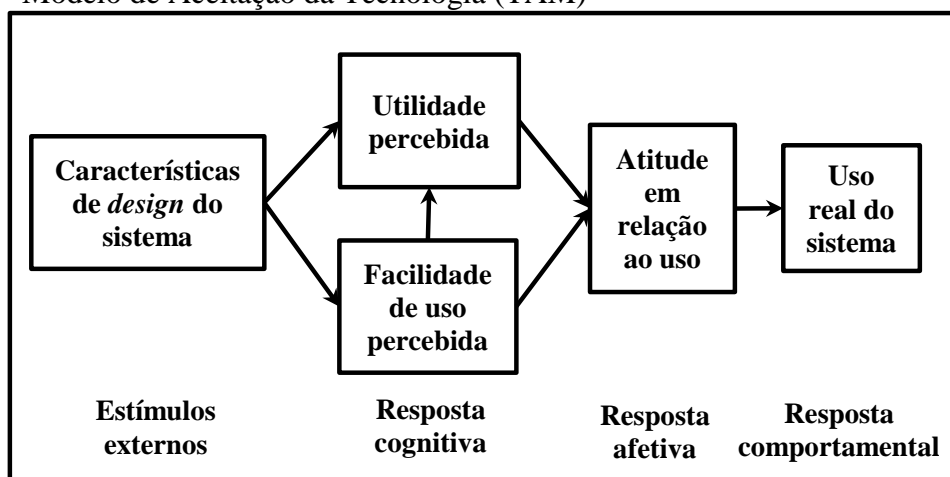 Modelo de Aceitação da Tecnologia (TAM)
Utilidade
percebida
Características
de design do
sistema
Facilidade
de uso
percebida
Atitude
em
relação
ao uso
Uso
real do
sistema
Estímulos
externos
Resposta
cognitiva
Resposta
afetiva
Resposta
comportamental